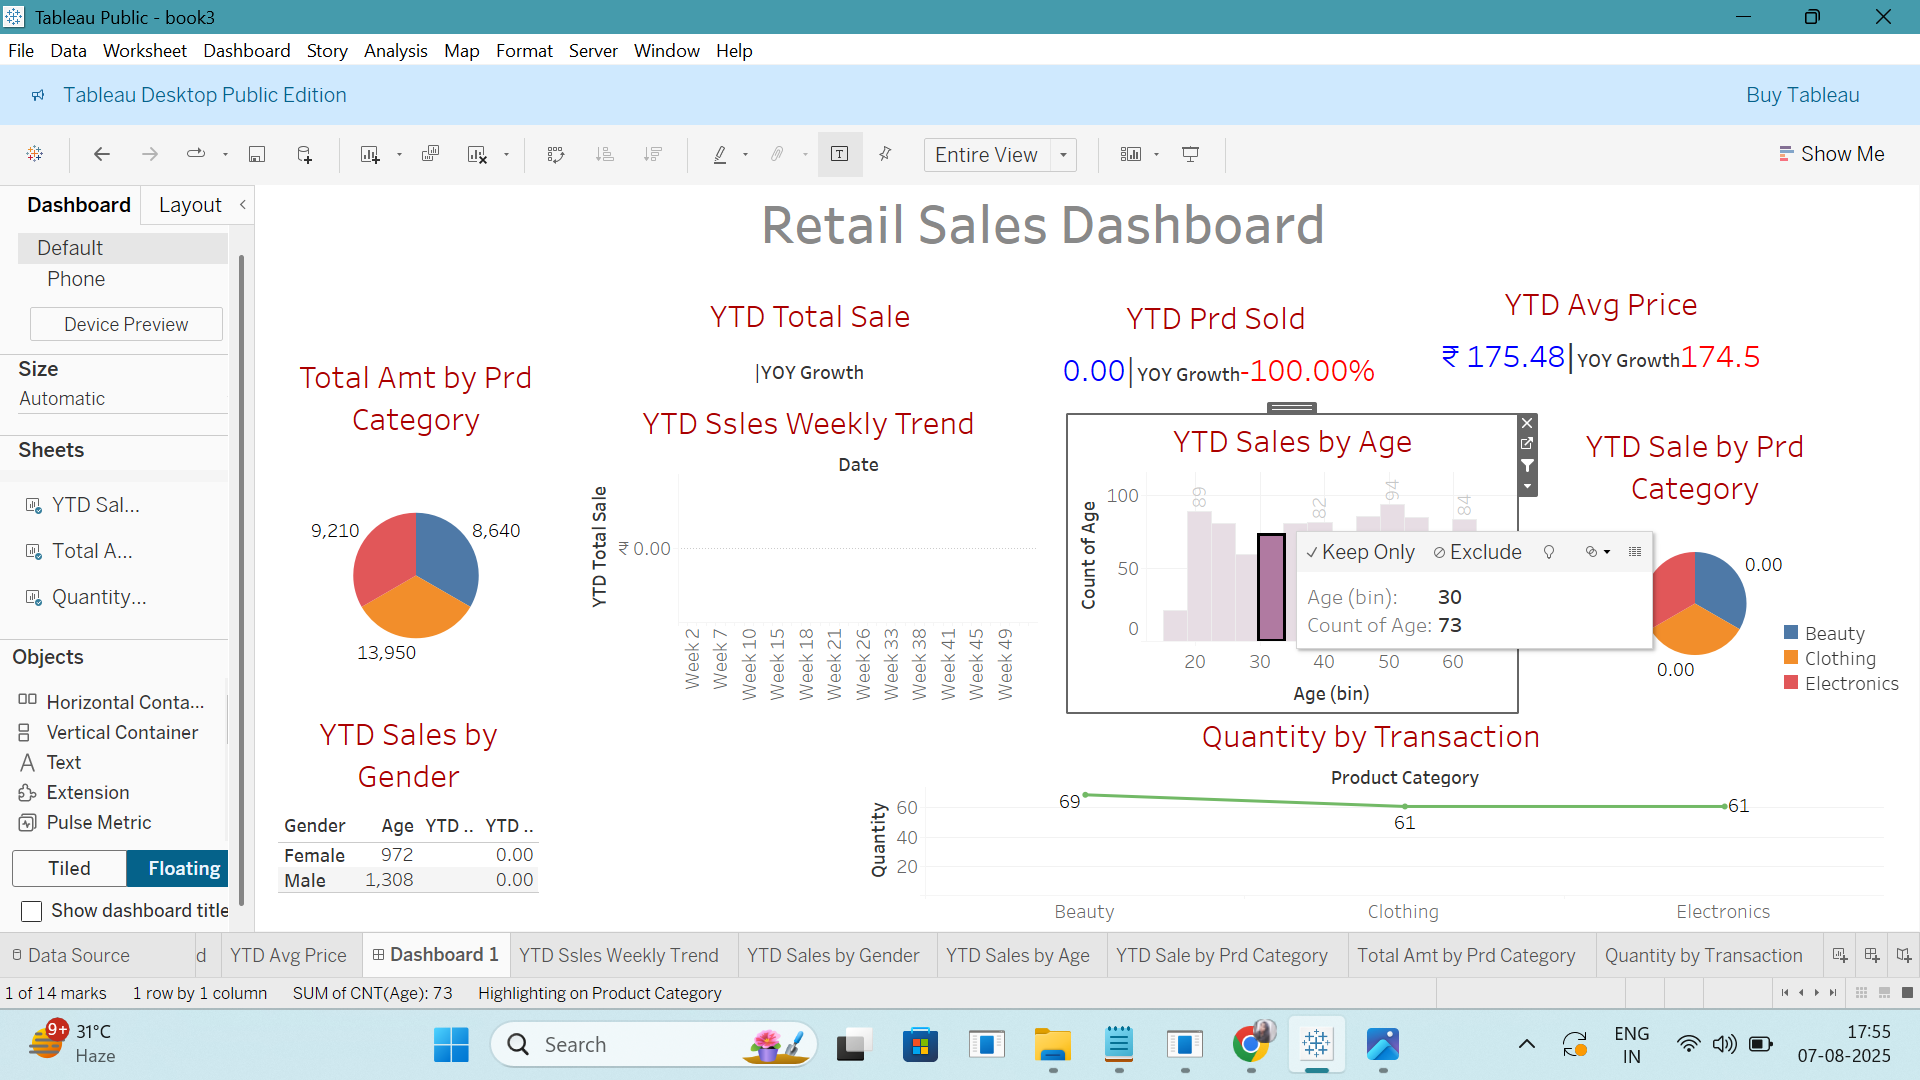 Tableau Public - book3
File Data Worksheet Dashboard Story Analysis Map Format Server Window Help
Tableau Desktop Public Edition
Buy Tableau
Entire View
Show Me
Dashboard Layout
Default
Phone
Device Preview
Size
Automatic
Sheets
YTD Sal...
Total A...
Quantity...
Objects
Horizontal Conta...
Vertical Container
Text
Extension
Pulse Metric
Tiled Floating
Show dashboard title
Retail Sales Dashboard
YTD Total Sale
|YOY Growth
YTD Prd Sold
0.00|YOY Growth-100.00%
YTD Avg Price
₹ 175.48|YOY Growth174.5
Total Amt by Prd
Category
9,210
8,640
13,950
YTD Ssles Weekly Trend
Date
YTD Total Sale
₹ 0.00
Week 2
Week 7
Week 10
Week 15
Week 18
Week 21
Week 26
Week 33
Week 38
Week 41
Week 45
Week 49
YTD Sales by Age
Count of Age
100
50
0
89
82
94
84
20 30 40 50 60
Age (bin)
Keep Only Exclude
Age (bin): 30
Count of Age: 73
YTD Sale by Prd
Category
0.00
0.00
Beauty
Clothing
Electronics
YTD Sales by
Gender
Gender Age YTD .. YTD ..
Female 972 0.00
Male 1,308 0.00
Quantity by Transaction
Product Category
Quantity
60
40
20
69
61
61
Beauty Clothing Electronics
Data Source d YTD Avg Price Dashboard 1 YTD Ssles Weekly Trend YTD Sales by Gender YTD Sales by Age YTD Sale by Prd Category Total Amt by Prd Category Quantity by Transaction
1 of 14 marks 1 row by 1 column SUM of CNT(Age): 73 Highlighting on Product Category
9+
31°C
Haze
Search
ENG
IN
17:55
07-08-2025